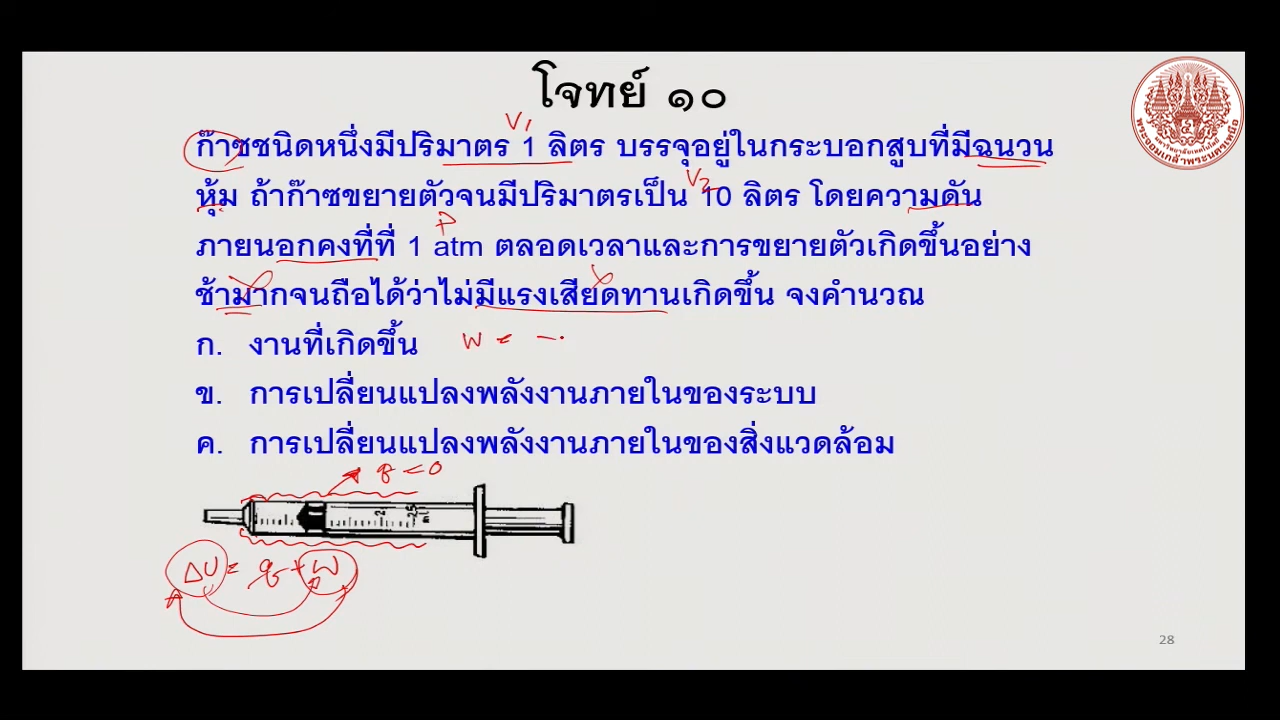 โจทย์ ๑๐
V1
ก๊าซชนิดหนึ่งมีปริมาตร 1 ลิตร บรรจุอยู่ในกระบอกสูบที่มีฉนวน
V2
หุ้ม ถ้าก๊าซขยายตัวจนมีปริมาตรเป็น 10 ลิตร โดยความดัน
P
ภายนอกคงที่ที่ 1 atm ตลอดเวลาและการขยายตัวเกิดขึ้นอย่าง
ช้ามากจนถือได้ว่าไม่มีแรงเสียดทานเกิดขึ้น จงคำนวณ
ก. งานที่เกิดขึ้น w = -
ข. การเปลี่ยนแปลงพลังงานภายในของระบบ
ค. การเปลี่ยนแปลงพลังงานภายในของสิ่งแวดล้อม
q = 0
ΔU = q + w
28